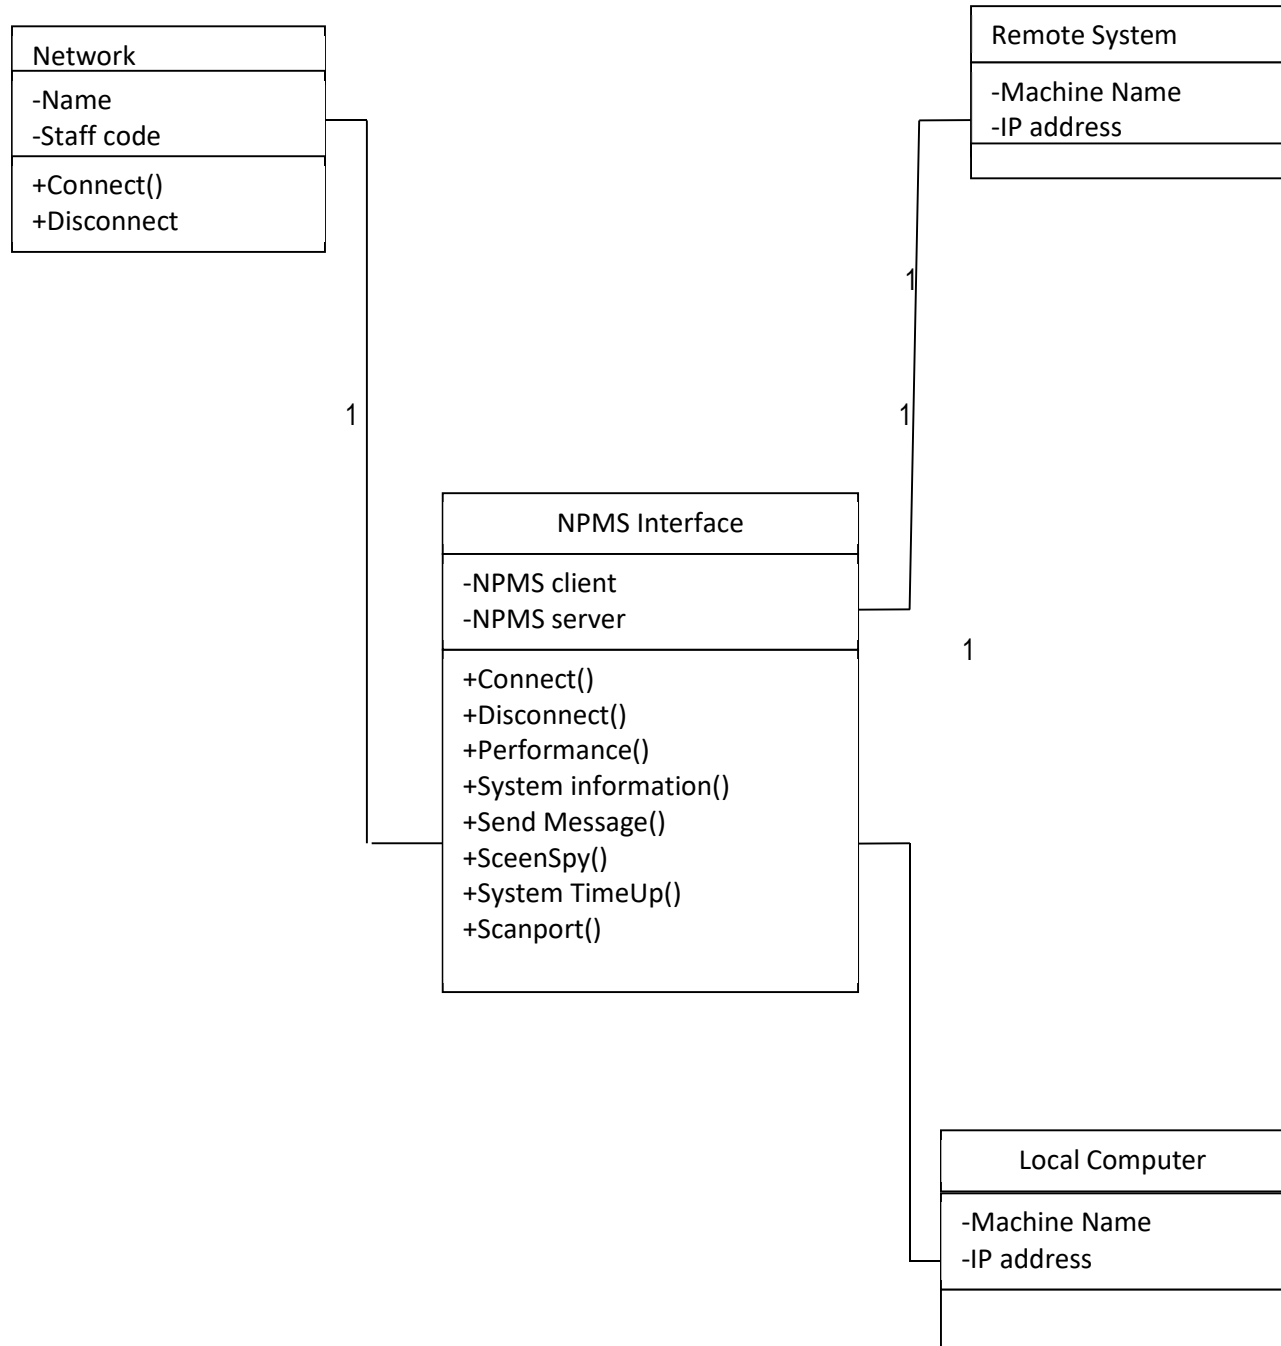 Network
-Name
-Staff code
+Connect()
+Disconnect
Remote System
-Machine Name
-IP address
1
1
1
NPMS Interface
-NPMS client
-NPMS server
1
+Connect()
+Disconnect()
+Performance()
+System information()
+Send Message()
+SceenSpy()
+System TimeUp()
+Scanport()
Local Computer
-Machine Name
-IP address